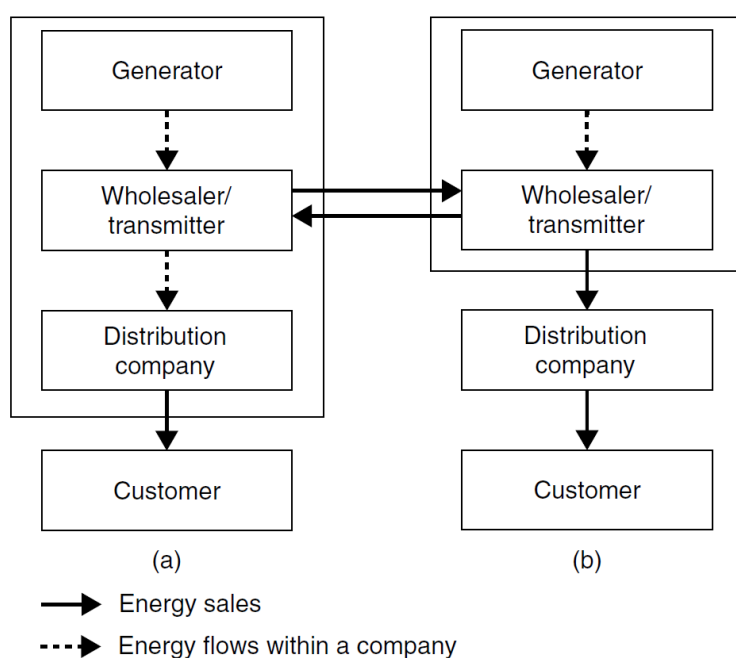 Generator
Wholesaler/
transmitter
Distribution
company
Customer
(a)
Generator
Wholesaler/
transmitter
Distribution
company
Customer
(b)
Energy sales
Energy flows within a company